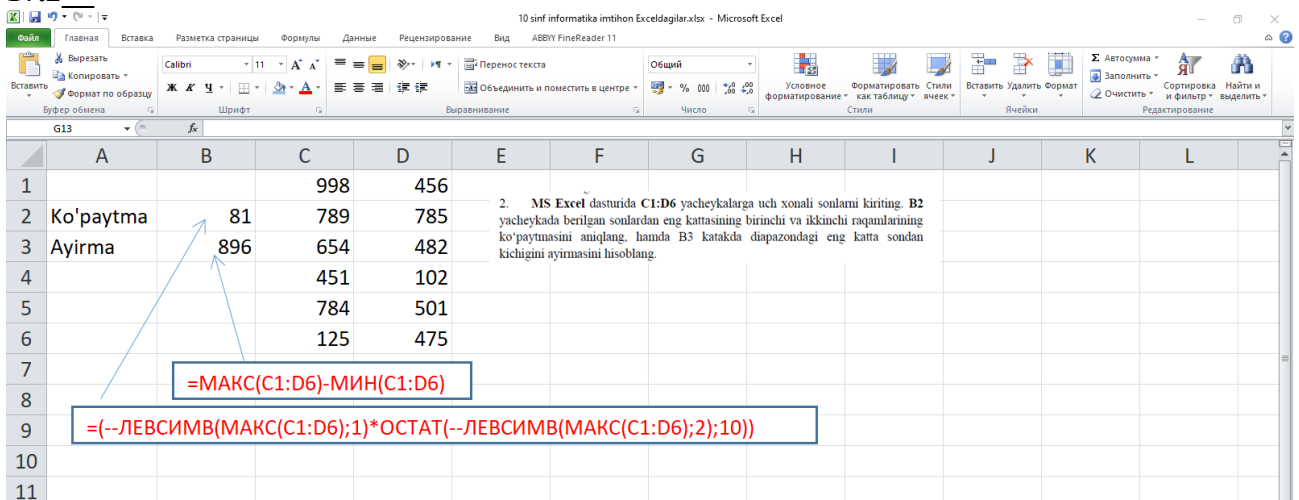 10 sinf informatika imtihon Exceldagilar.xlsx - Microsoft Excel
Файл Главная Вставка Разметка страницы Формулы Данные Рецензирование Вид ABBYY FineReader 11
Вставить
Вырезать
Копировать
Формат по образцу
Буфер обмена
Calibri 11
Ж К Ч
Шрифт
Перенос текста
Объединить и поместить в центре
Выравнивание
Общий
% 000
Число
Условное форматирование
Форматировать как таблицу
Стили ячеек
Стили
Вставить Удалить Формат
Ячейки
Σ Автосумма
Заполнить
Очистить
Сортировка и фильтр
Найти и выделить
Редактирование
G13 fx
A B C D E F G H I J K L
1 998 456
2 Ko'paytma 81 789 785
3 Ayirma 896 654 482
4 451 102
5 784 501
6 125 475
7
8
9
10
11
2. MS Excel dasturida C1:D6 yacheykalarga uch xonali sonlarni kiriting. B2
yacheykada berilgan sonlardan eng kattasining birinchi va ikkinchi raqamlarining
ko‘paytmasini aniqlang, hamda B3 katakda diapazondagi eng katta sondan
kichigini ayirmasini hisoblang.
=МАКС(C1:D6)-МИН(C1:D6)
=(--ЛЕВСИМВ(МАКС(C1:D6);1)*ОСТАТ(--ЛЕВСИМВ(МАКС(C1:D6);2);10))